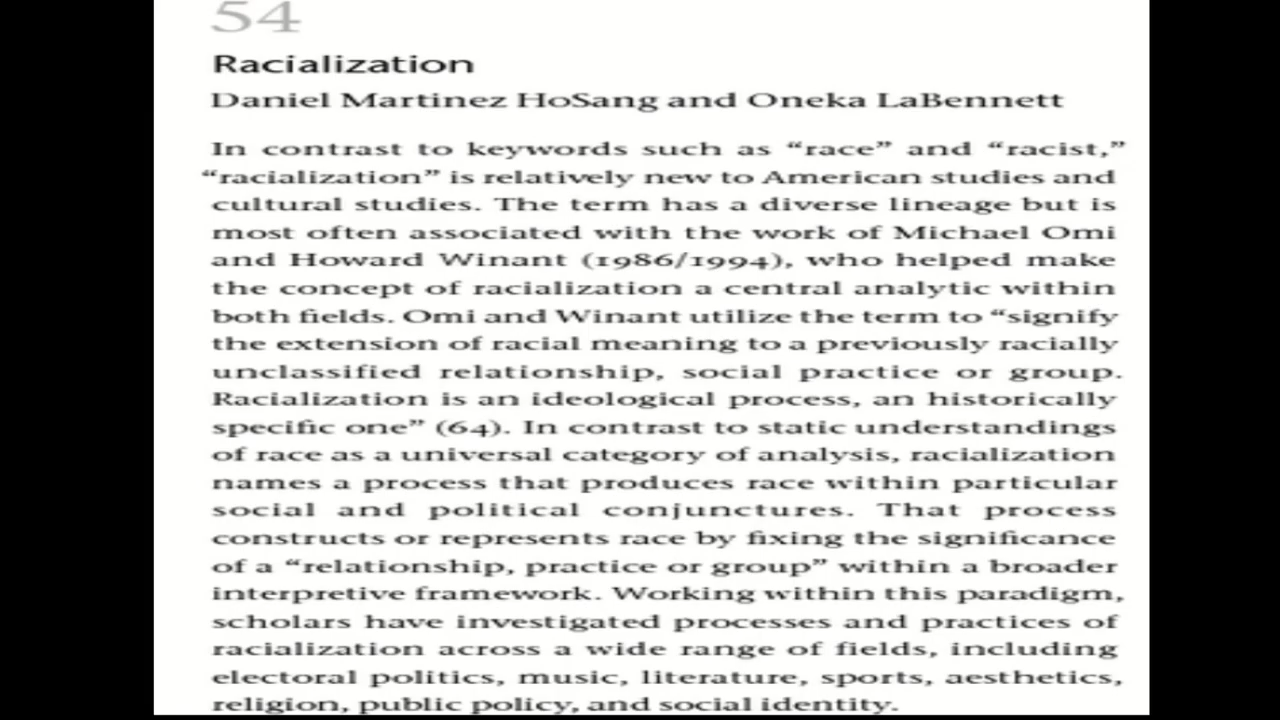 54
Racialization
Daniel Martinez HoSang and Oneka LaBennett
In contrast to keywords such as “race” and “racist,”
“racialization” is relatively new to American studies and
cultural studies. The term has a diverse lineage but is
most often associated with the work of Michael Omi
and Howard Winant (1986/1994), who helped make
the concept of racialization a central analytic within
both fields. Omi and Winant utilize the term to “signify
the extension of racial meaning to a previously racially
unclassified relationship, social practice or group.
Racialization is an ideological process, an historically
specific one” (64). In contrast to static understandings
of race as a universal category of analysis, racialization
names a process that produces race within particular
social and political conjunctures. That process
constructs or represents race by fixing the significance
of a “relationship, practice or group” within a broader
interpretive framework. Working within this paradigm,
scholars have investigated processes and practices of
racialization across a wide range of fields, including
electoral politics, music, literature, sports, aesthetics,
religion, public policy, and social identity.